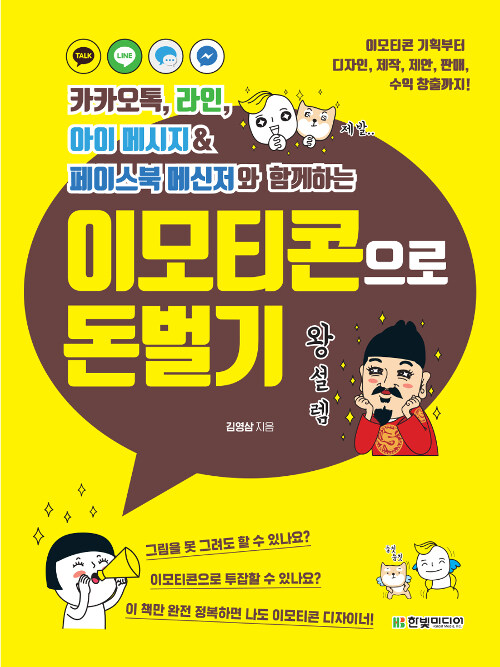 TALK
LINE
이모티콘 기획부터
디자인, 제작, 제안, 판매,
수익 창출까지!
카카오톡, 라인,
아이 메시지&
페이스북 메신저와 함께하는
제발..
이모티콘으로
돈벌기
왕설렘
김영삼 지음
그림을 못 그려도 할 수 있나요?
이모티콘으로 투잡할 수 있나요?
이 책만 완전 정복하면 나도 이모티콘 디자이너!
HB 한빛미디어